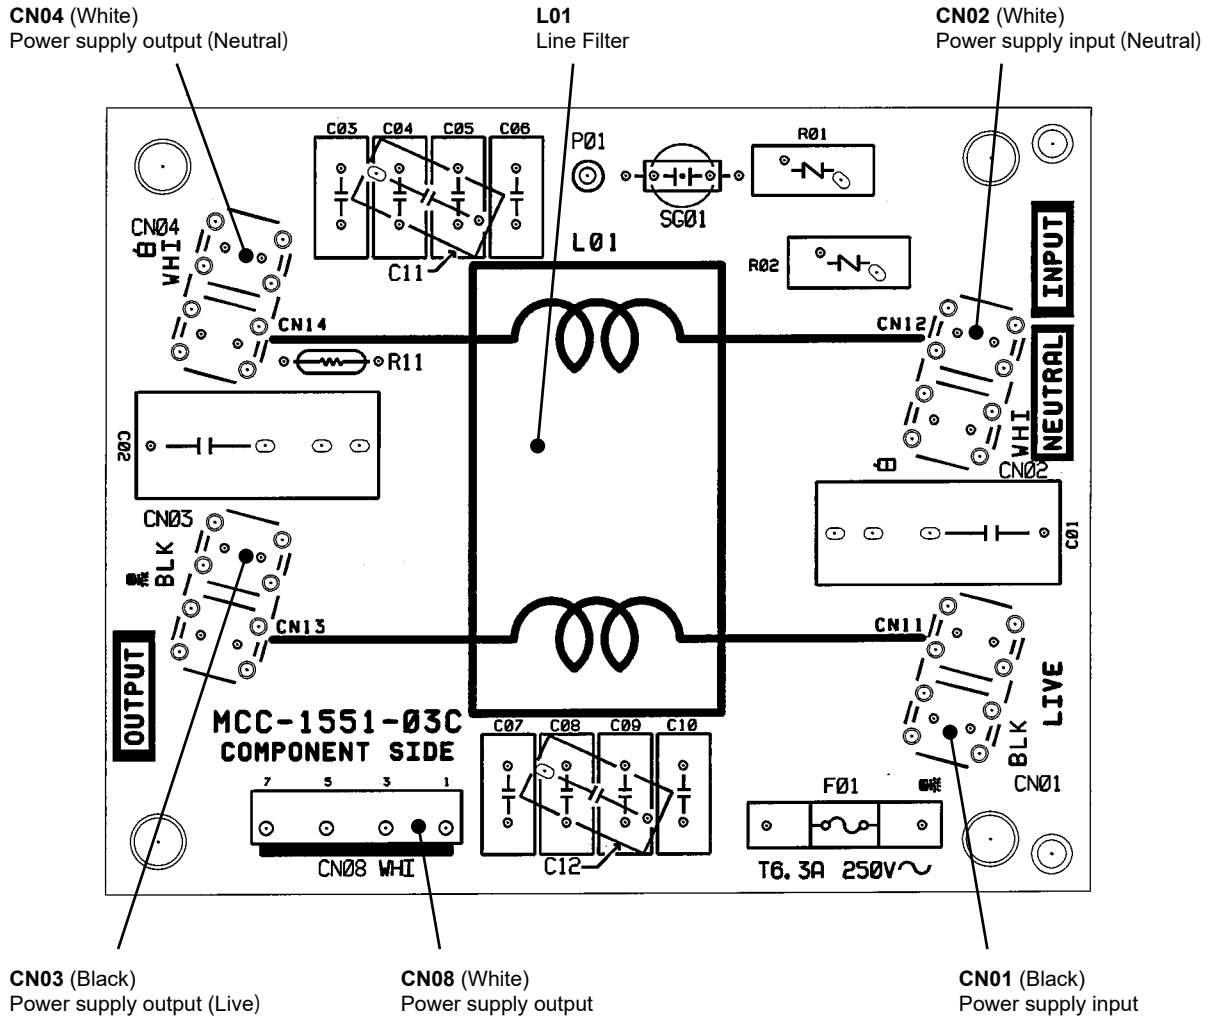 CN04 (White)
Power supply output (Neutral)
L01
Line Filter
CN02 (White)
Power supply input (Neutral)
C03 C04 C05 C06
P01
R01
SG01
CN04
白
WHI
C11
L01
R02
INPUT
CN14
CN12
R11
NEUTRAL
WHI
C02
白
CN02
CN03
C01
黒
BLK
CN13
CN11
OUTPUT
LIVE
MCC-1551-03C
COMPONENT SIDE
C07 C08 C09 C10
BLK
7 5 3 1
F01
黒
CN01
CN08 WHI
C12
T6.3A 250V～
CN03 (Black)
Power supply output (Live)
CN08 (White)
Power supply output
CN01 (Black)
Power supply input